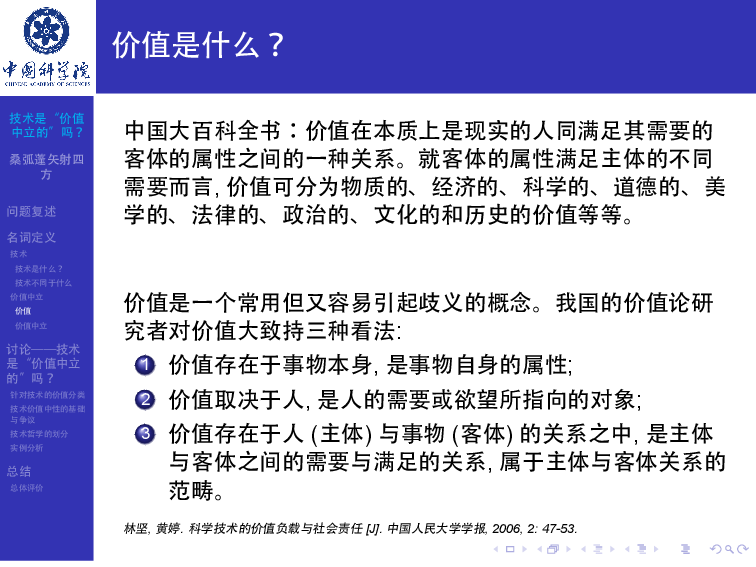 中国科学院
CHINESE ACADEMY OF SCIENCES
价值是什么？
技术是“价值
中立的”吗？
桑弧蓬矢射四
方
问题复述
名词定义
技术
技术是什么？
技术不同于什么
价值中立
价值
价值中立
讨论——技术
是“价值中立
的”吗？
针对技术的价值分类
技术价值中性的基础
与争议
技术哲学的划分
实例分析
总结
总体评价
中国大百科全书：价值在本质上是现实的人同满足其需要的
客体的属性之间的一种关系。就客体的属性满足主体的不同
需要而言, 价值可分为物质的、经济的、科学的、道德的、美
学的、法律的、政治的、文化的和历史的价值等等。
价值是一个常用但又容易引起歧义的概念。我国的价值论研
究者对价值大致持三种看法:
1 价值存在于事物本身, 是事物自身的属性;
2 价值取决于人, 是人的需要或欲望所指向的对象;
3 价值存在于人 (主体) 与事物 (客体) 的关系之中, 是主体
与客体之间的需要与满足的关系, 属于主体与客体关系的
范畴。
林坚, 黄婷. 科学技术的价值负载与社会责任 [J]. 中国人民大学学报, 2006, 2: 47-53.